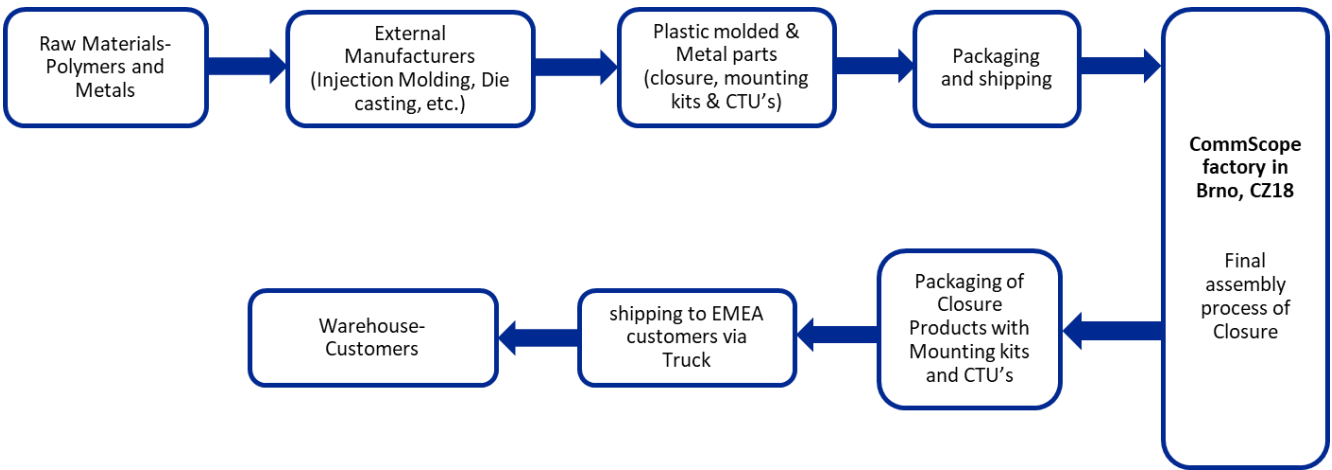 Raw Materials-
Polymers and
Metals
External
Manufacturers
(Injection Molding, Die
casting, etc.)
Plastic molded &
Metal parts
(closure, mounting
kits & CTU's)
Packaging
and shipping
CommScope
factory in
Brno, CZ18
Final
assembly
process of
Closure
Packaging of
Closure
Products with
Mounting kits
and CTU's
shipping to EMEA
customers via
Truck
Warehouse-
Customers